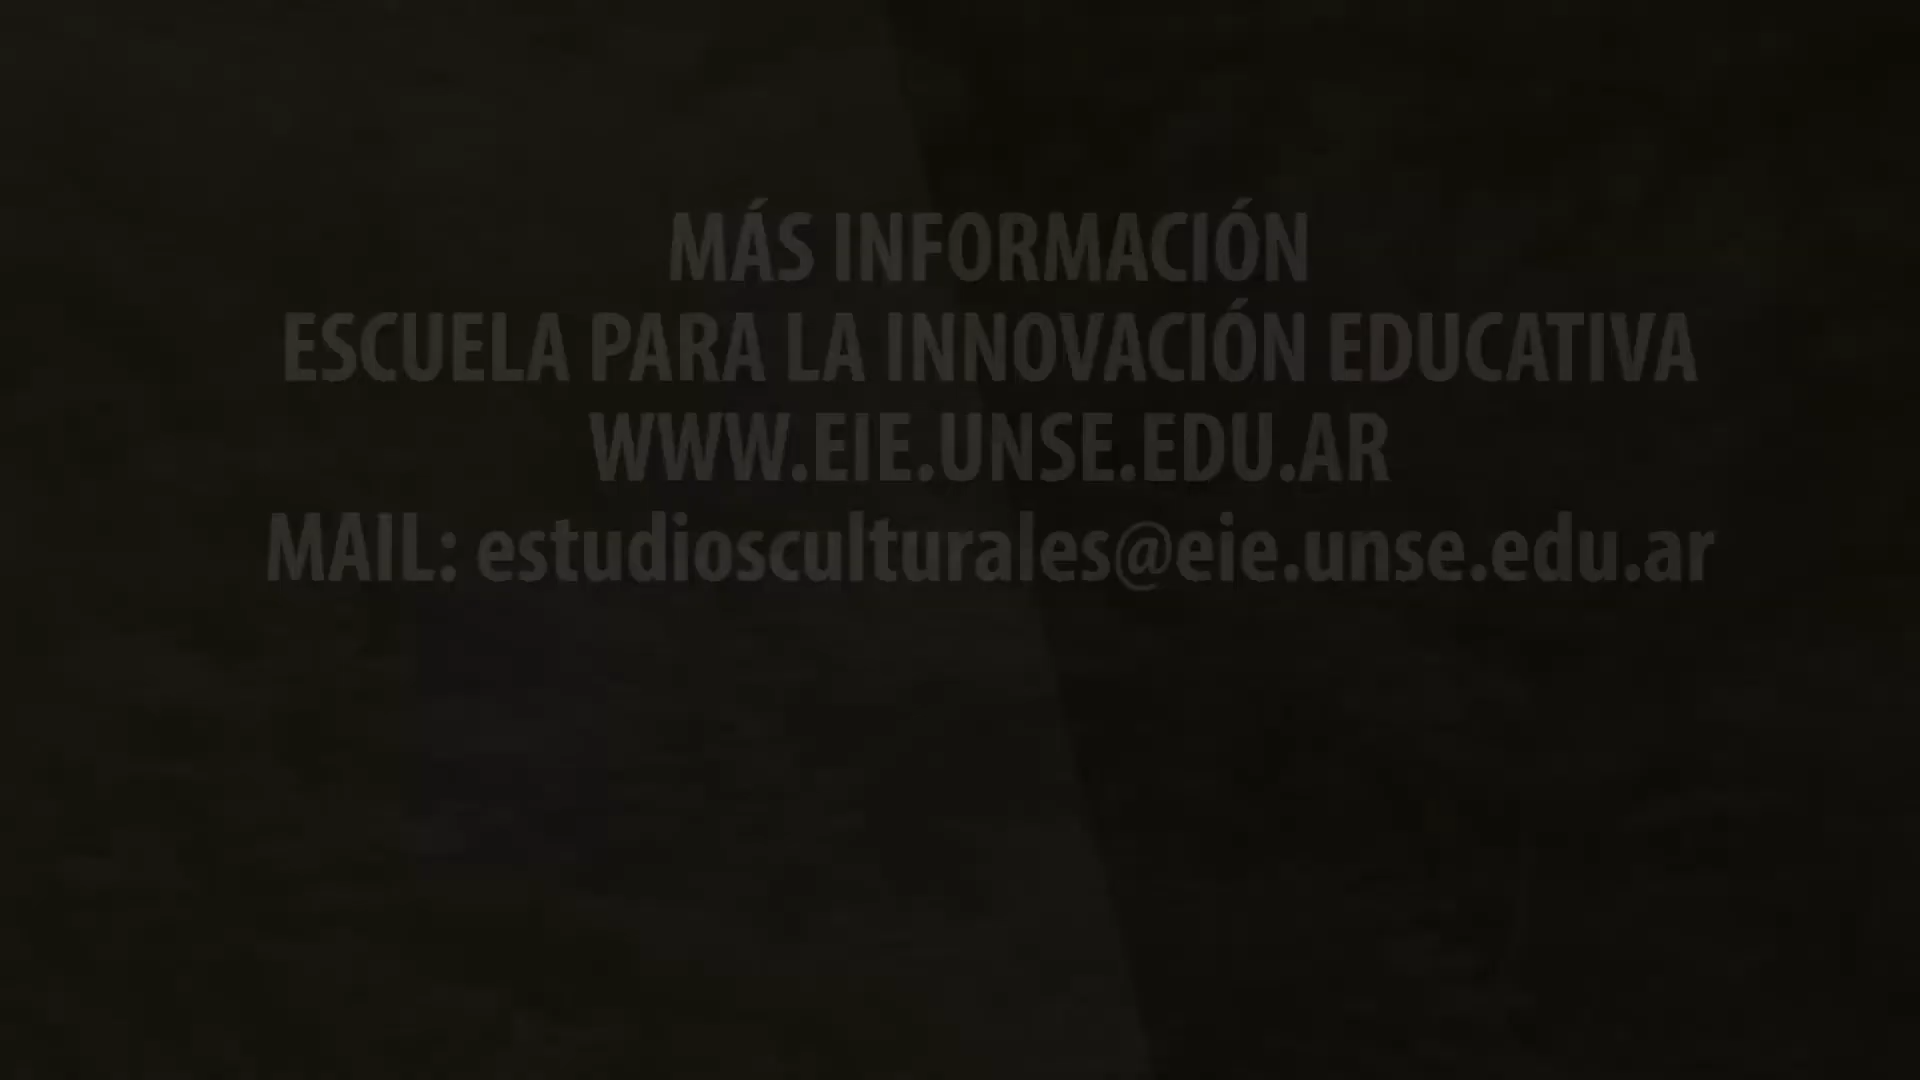 MÁS INFORMACIÓN
ESCUELA PARA LA INNOVACIÓN EDUCATIVA
WWW.EIE.UNSE.EDU.AR
MAIL: estudiosculturales@eie.unse.edu.ar